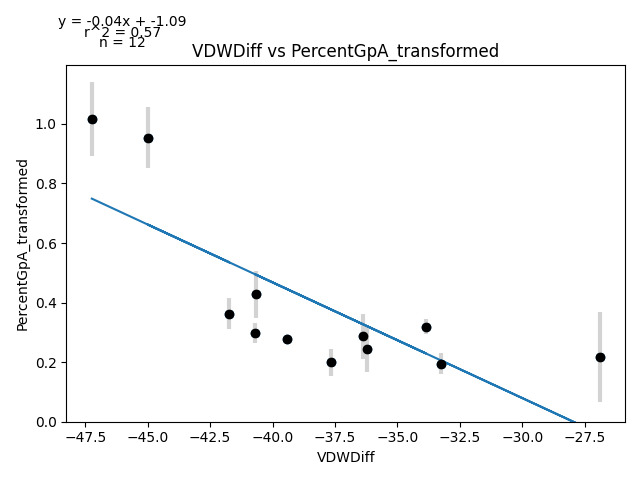 y = -0.04x + -1.09
r^2 = 0.57
n = 12
VDWDiff vs PercentGpA_transformed
PercentGpA_transformed
1.0
0.8
0.6
0.4
0.2
0.0
−47.5 −45.0 −42.5 −40.0 −37.5 −35.0 −32.5 −30.0 −27.5
VDWDiff